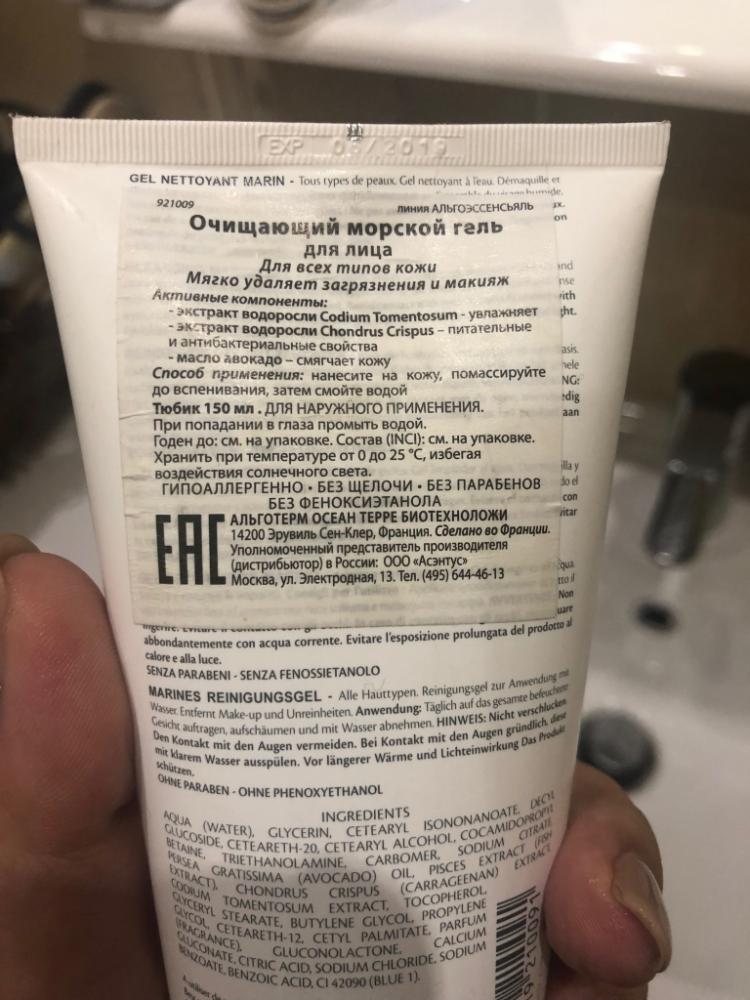 EXP 03/2019
GEL NETTOYANT MARIN - Tous types de peaux. Gel nettoyant à l'eau. Démaquille et
921009 линия АЛЬГОЭССЕНСЬЯЛЬ
Очищающий морской гель
для лица
Для всех типов кожи
Мягко удаляет загрязнения и макияж
Активные компоненты:
- экстракт водоросли Codium Tomentosum - увлажняет
- экстракт водоросли Chondrus Crispus – питательные
и антибактериальные свойства
- масло авокадо – смягчает кожу
Способ применения: нанесите на кожу, помассируйте
до вспенивания, затем смойте водой
Тюбик 150 мл . ДЛЯ НАРУЖНОГО ПРИМЕНЕНИЯ.
При попадании в глаза промыть водой.
Годен до: см. на упаковке. Состав (INCI): см. на упаковке.
Хранить при температуре от 0 до 25 °С, избегая
воздействия солнечного света.
ГИПОАЛЛЕРГЕННО • БЕЗ ЩЕЛОЧИ • БЕЗ ПАРАБЕНОВ
БЕЗ ФЕНОКСИЭТАНОЛА
EAC
АЛЬГОТЕРМ ОСЕАН ТЕРРЕ БИОТЕХНОЛОЖИ
14200 Эрувиль Сен-Клер, Франция. Сделано во Франции.
Уполномоченный представитель производителя
(дистрибьютор) в России: ООО «Асэнтус»
Москва, ул. Электродная, 13. Тел. (495) 644-46-13
abbondantemente con acqua corrente. Evitare l'esposizione prolungata del prodotto al
calore e alla luce.
SENZA PARABENI - SENZA FENOSSIETANOLO
MARINES REINIGUNGSGEL - Alle Hauttypen. Reinigungsgel zur Anwendung mit
Wasser. Entfernt Make-up und Unreinheiten. Anwendung: Täglich auf das gesamte befeuchtete
Gesicht auftragen, aufschäumen und mit Wasser abnehmen. HINWEIS: Nicht verschlucken.
Den Kontakt mit den Augen vermeiden. Bei Kontakt mit den Augen gründlich, diese
mit klarem Wasser ausspülen. Vor längerer Wärme und Lichteinwirkung Das Produkt
schützen.
OHNE PARABEN - OHNE PHENOXYETHANOL
INGREDIENTS
AQUA (WATER), GLYCERIN, CETEARYL ISONONANOATE, DECYL
GLUCOSIDE, CETEARETH-20, CETEARYL ALCOHOL, COCAMIDOPROPYL
BETAINE, TRIETHANOLAMINE, CARBOMER, SODIUM CITRATE,
PERSEA GRATISSIMA (AVOCADO) OIL, PISCES EXTRACT (FISH
EXTRACT), CHONDRUS CRISPUS (CARRAGEENAN) EXTRACT,
CODIUM TOMENTOSUM EXTRACT, TOCOPHEROL,
GLYCERYL STEARATE, BUTYLENE GLYCOL, PROPYLENE
GLYCOL, CETEARETH-12, CETYL PALMITATE, PARFUM
(FRAGRANCE), GLUCONOLACTONE, CALCIUM
GLUCONATE, CITRIC ACID, SODIUM CHLORIDE, SODIUM
BENZOATE, BENZOIC ACID, CI 42090 (BLUE 1).